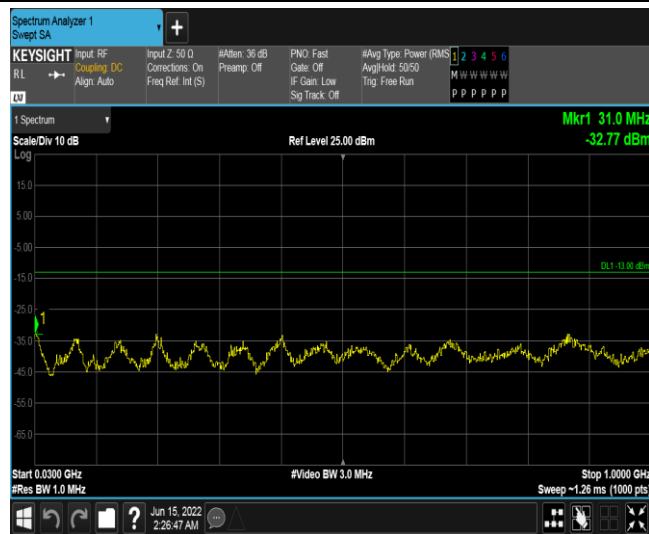 Spectrum Analyzer 1
Swept SA
+
KEYSIGHT Input: RF Input Z: 50 Ω #Atten: 36 dB PNO: Fast #Avg Type: Power (RMS 1 2 3 4 5 6
RL Coupling: DC Corrections: On Preamp: Off Gate: Off Avg|Hold: 50/50 M W W W W W
Align: Auto Freq Ref: Int (S) IF Gain: Low Trig: Free Run
Sig Track: Off P P P P P P
1 Spectrum Mkr1 31.0 MHz
Scale/Div 10 dB Ref Level 25.00 dBm -32.77 dBm
Log
15.0
5.00
-5.00
DL1 -13.00 dBm
-15.0
-25.0
1
-35.0
-45.0
-55.0
-65.0
Start 0.0300 GHz #Video BW 3.0 MHz Stop 1.0000 GHz
#Res BW 1.0 MHz Sweep ~1.26 ms (1000 pts)
? Jun 15, 2022
2:26:47 AM